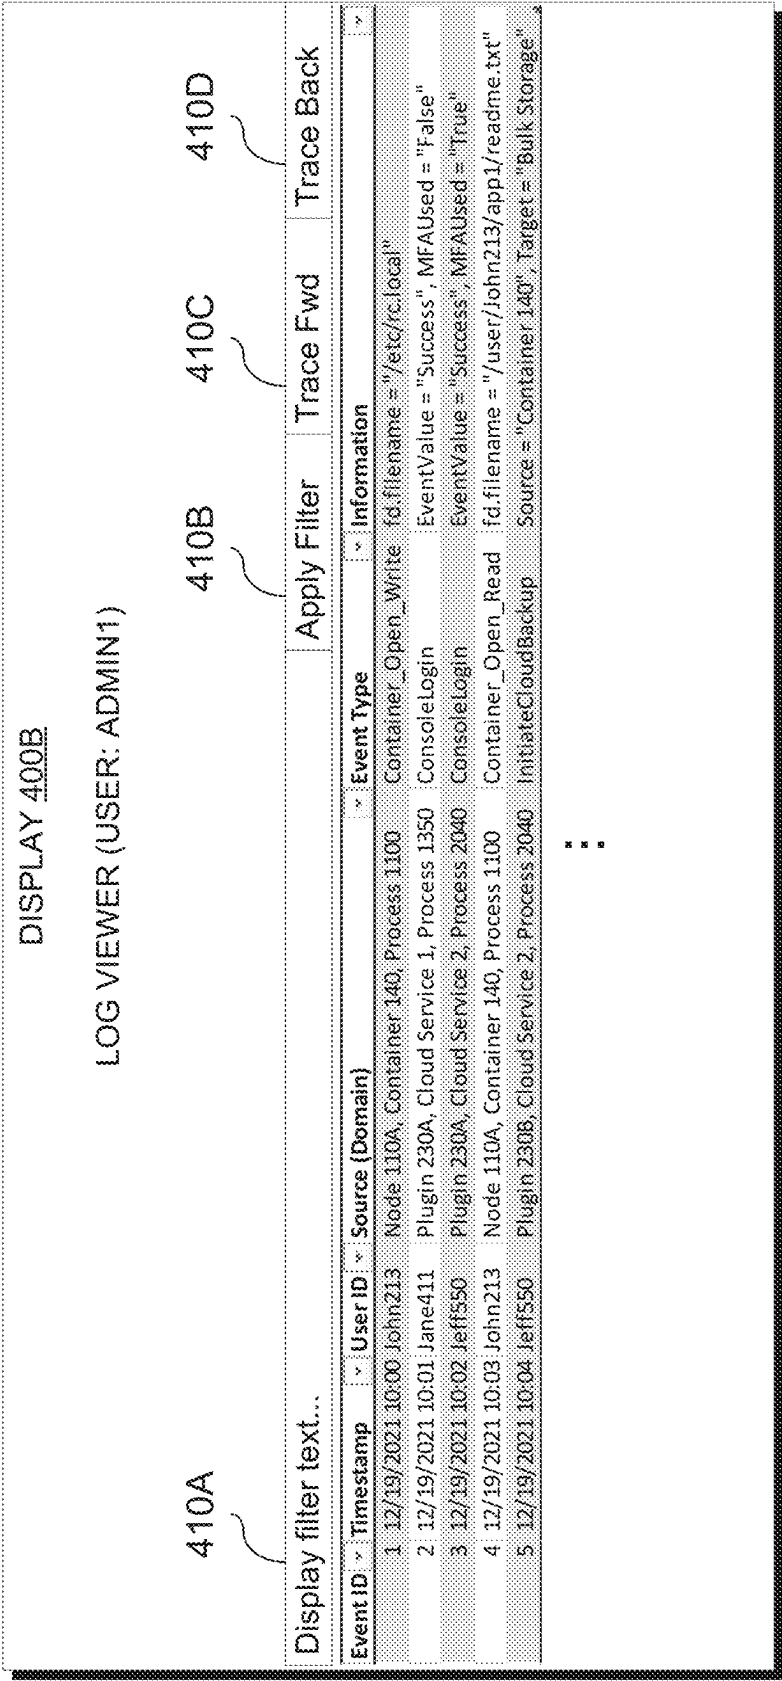 DISPLAY 400B
LOG VIEWER (USER: ADMIN1)
410A 410B 410C 410D
Display filter text... Apply Filter Trace Fwd Trace Back
Event ID Timestamp User ID Source (Domain) Event Type Information
1 12/19/2021 10:00 John213 Node 110A, Container 140, Process 1100 Container_Open_Write fd.filename = "/etc/rc.local"
2 12/19/2021 10:01 Jane411 Plugin 230A, Cloud Service 1, Process 1350 ConsoleLogin EventValue = "Success", MFAUsed = "False"
3 12/19/2021 10:02 Jeff550 Plugin 230A, Cloud Service 2, Process 2040 ConsoleLogin EventValue = "Success", MFAUsed = "True"
4 12/19/2021 10:03 John213 Node 110A, Container 140, Process 1100 Container_Open_Read fd.filename = "/user/John213/app1/readme.txt"
5 12/19/2021 10:04 Jeff550 Plugin 230B, Cloud Service 2, Process 2040 InitiateCloudBackup Source = "Container 140", Target = "Bulk Storage"
...